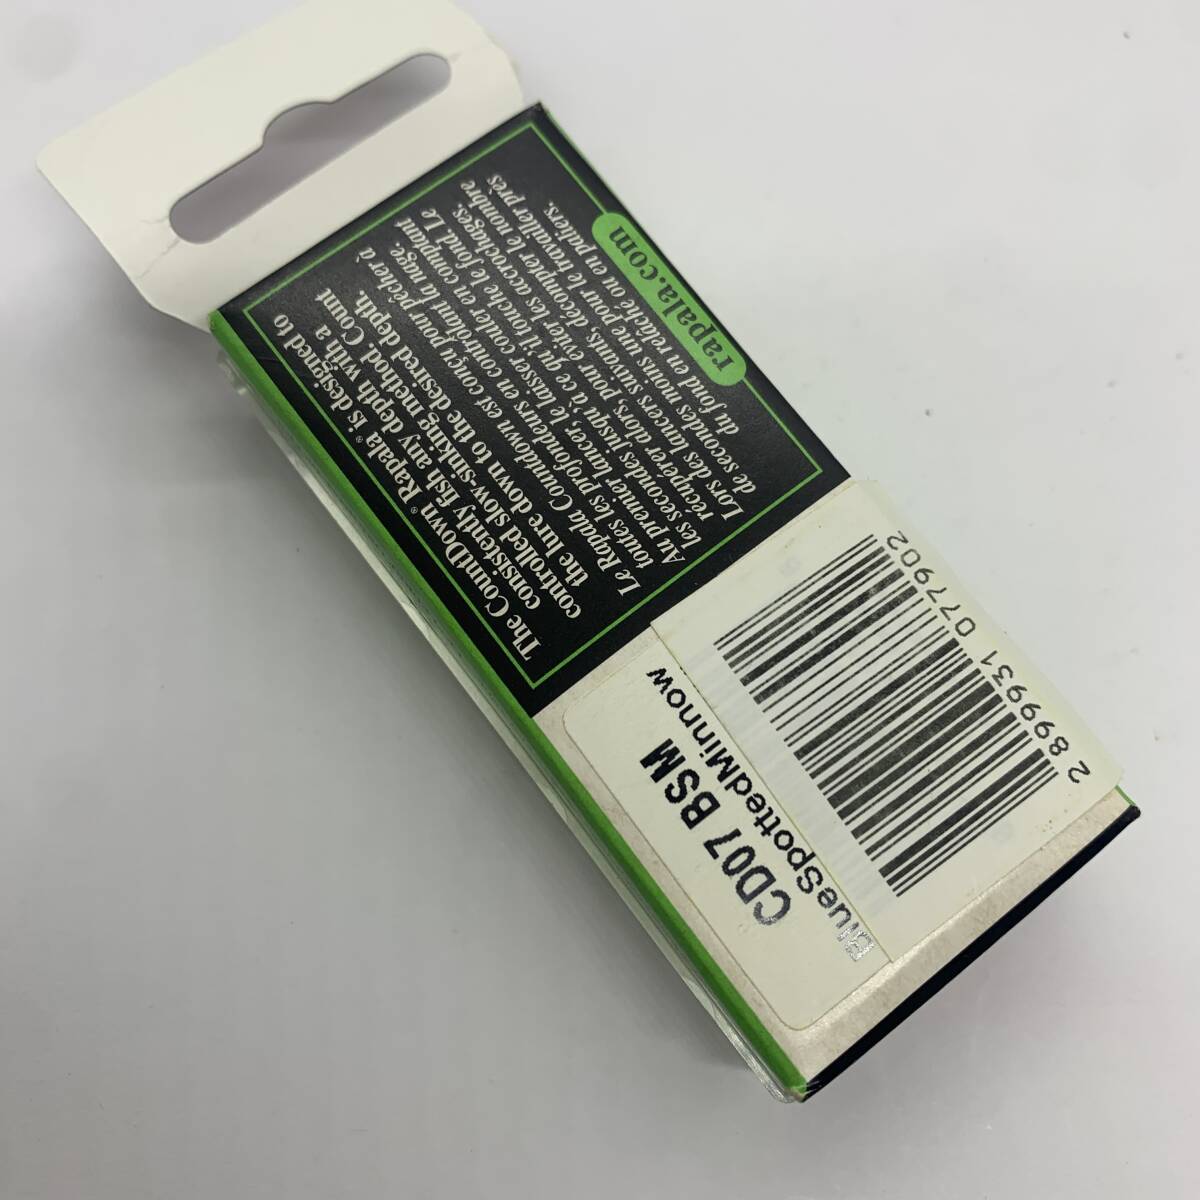 The CountDown® Rapala® is designed to
consistently fish any depth with a
controlled slow-sinking method. Count
the lure down to the desired depth.
Le Rapala Countdown est conçu pour pêcher à
toutes les profondeurs en contrôlant la nage.
Au premier lancer, le laisser couler en comptant
les secondes jusqu'à ce qu'il touche le fond. Le
récuperer alors, pour éviter les accrochages.
Lors des lancers suivants, décompter le nombre
de secondes moins une pour le travailler près
du fond en relâche ou en paliers.
rapala.com
CD07 BSM
BlueSpottedMinnow
2 899931 077902